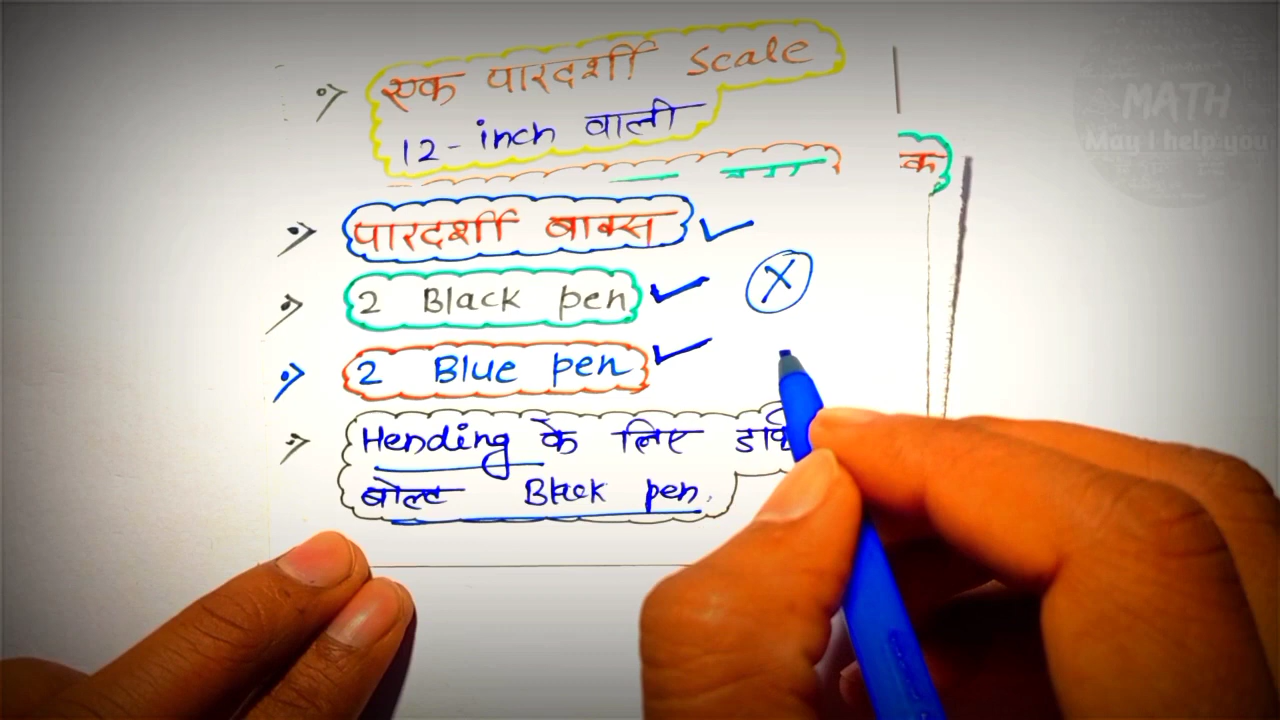 एक पारदर्शी Scale
12-inch वाली
क
पारदर्शी बाक्स
2 Black pen
X
2 Blue pen
Hending के लिए
बोल्ड Black pen.
MATH
May I help you